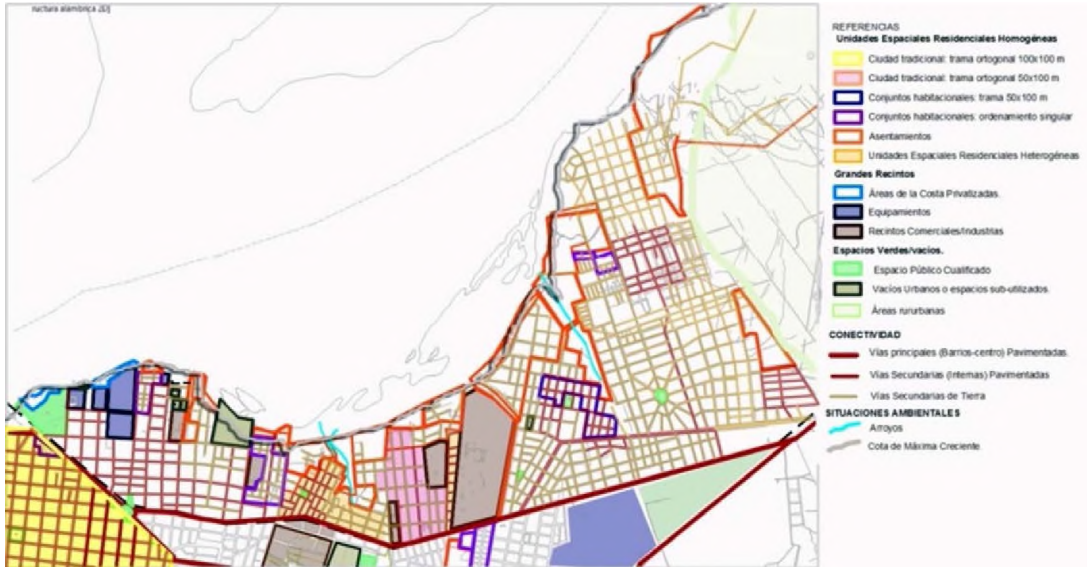 ructura alámbrica 2D]
REFERENCIAS
Unidades Espaciales Residenciales Homogéneas
Ciudad tradicional: trama ortogonal 100x100 m
Ciudad tradicional: trama ortogonal 50x100 m
Conjuntos habitacionales: trama 50x100 m
Conjuntos habitacionales: ordenamiento singular
Asentamientos
Unidades Espaciales Residenciales Heterogéneas
Grandes Recintos
Áreas de la Costa Privatizadas.
Equipamientos
Recintos Comerciales/Industrias
Espacios Verdes/vacíos.
Espacio Público Cualificado
Vacíos Urbanos o espacios sub-utilizados.
Áreas rururbanas
CONECTIVIDAD
Vías principales (Barrios-centro) Pavimentadas.
Vías Secundarias (Internas) Pavimentadas
Vías Secundarias de Tierra
SITUACIONES AMBIENTALES
Arroyos
Cota de Máxima Creciente